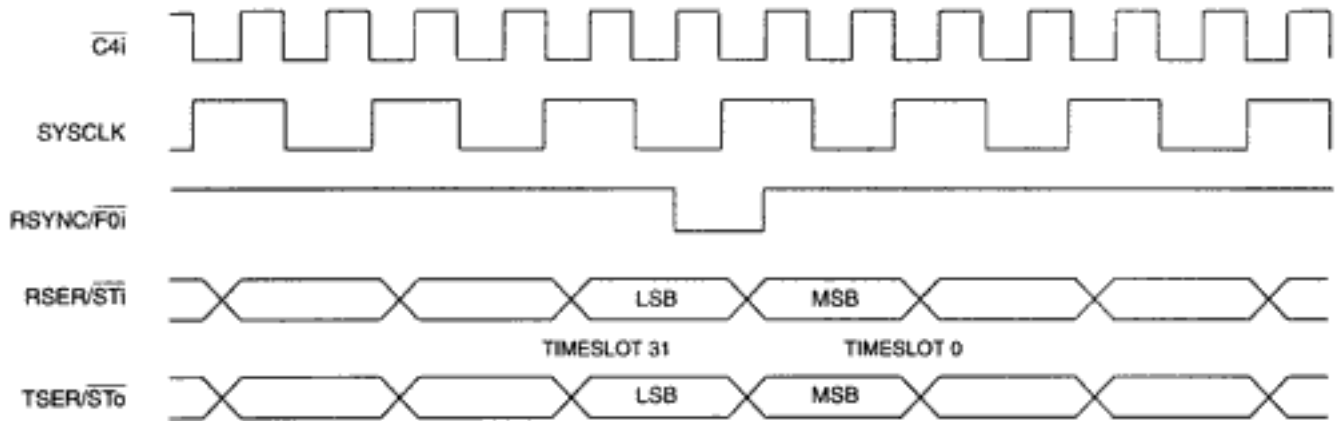 C4i
SYSCLK
RSYNC/F0i
RSER/STi
LSB
MSB
TIMESLOT 31
TIMESLOT 0
TSER/STo
LSB
MSB